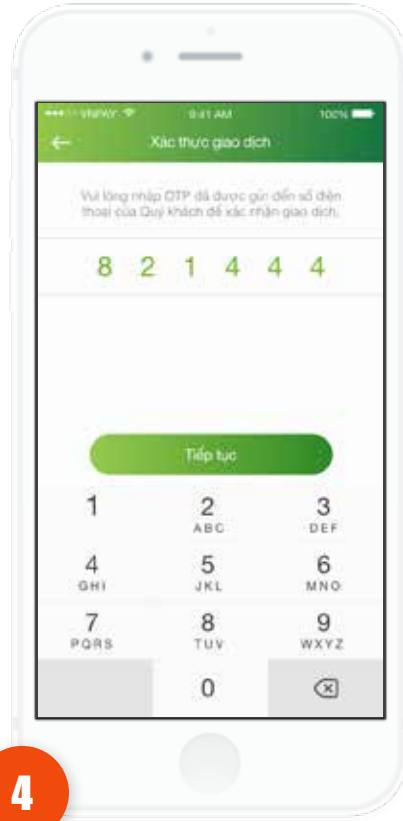 9:41 AM 100%
Xác thực giao dịch
Vui lòng nhập OTP đã được gửi đến số điện
thoại của Quý khách để xác nhận giao dịch.
8 2 1 4 4 4
Tiếp tục
1 2 3
ABC DEF
4 5 6
GHI JKL MNO
7 8 9
PQRS TUV WXYZ
0
4